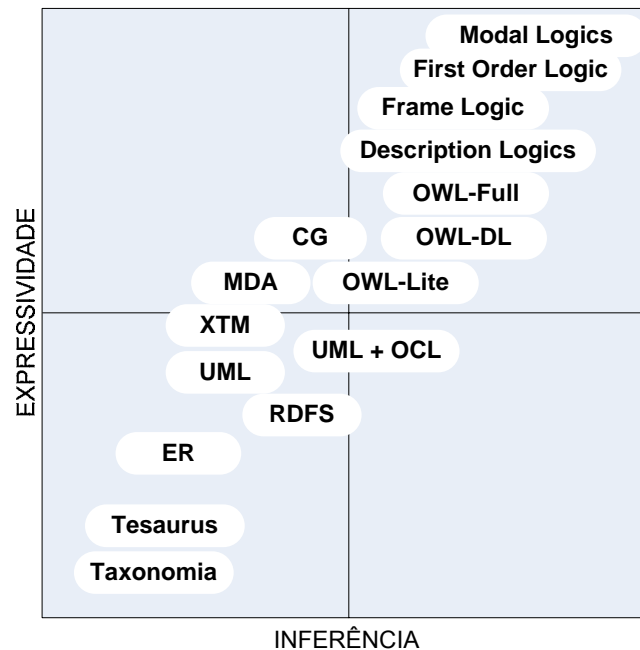 Modal Logics
First Order Logic
Frame Logic
Description Logics
OWL-Full
CG
OWL-DL
MDA
OWL-Lite
XTM
UML + OCL
UML
RDFS
ER
Tesaurus
Taxonomia
EXPRESSIVIDADE
INFERÊNCIA